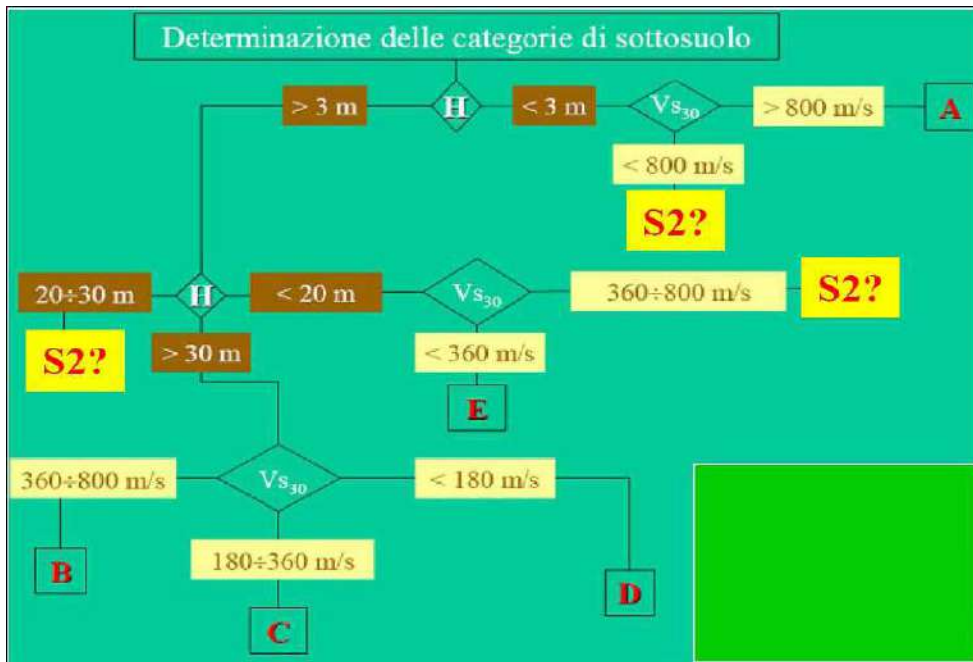 Determinazione delle categorie di sottosuolo
> 3 m
H
< 3 m
Vs30
> 800 m/s
A
< 800 m/s
S2?
20÷30 m
H
< 20 m
Vs30
360÷800 m/s
S2?
S2?
> 30 m
< 360 m/s
E
360÷800 m/s
Vs30
< 180 m/s
B
180÷360 m/s
D
C